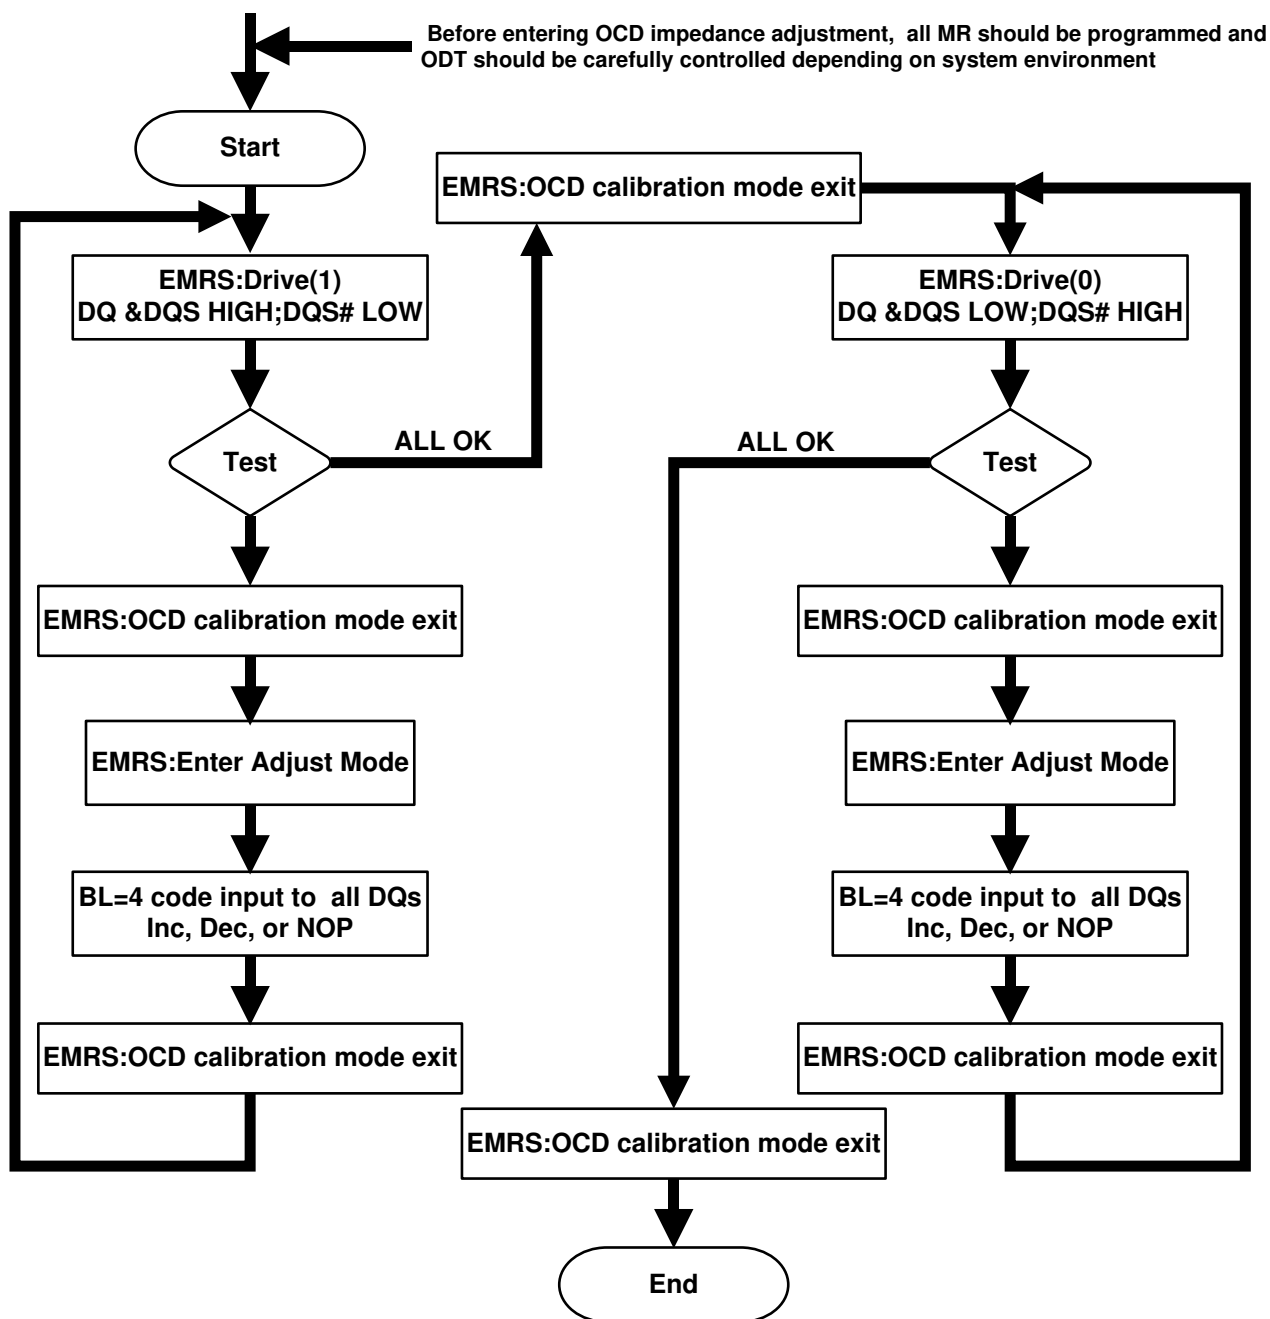 Before entering OCD impedance adjustment, all MR should be programmed and
ODT should be carefully controlled depending on system environment
Start
EMRS:OCD calibration mode exit
EMRS:Drive(1)
DQ &DQS HIGH;DQS# LOW
EMRS:Drive(0)
DQ &DQS LOW;DQS# HIGH
Test
ALL OK
ALL OK
Test
EMRS:OCD calibration mode exit
EMRS:OCD calibration mode exit
EMRS:Enter Adjust Mode
EMRS:Enter Adjust Mode
BL=4 code input to all DQs
Inc, Dec, or NOP
BL=4 code input to all DQs
Inc, Dec, or NOP
EMRS:OCD calibration mode exit
EMRS:OCD calibration mode exit
EMRS:OCD calibration mode exit
End